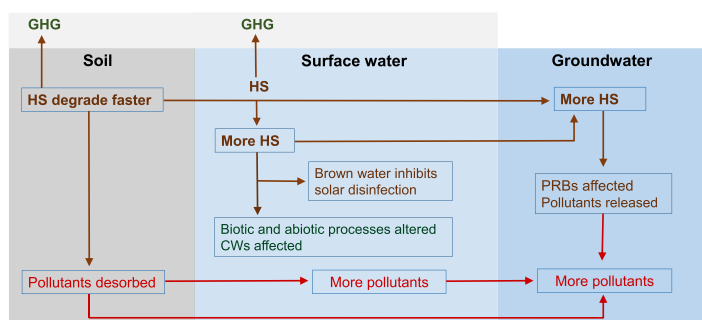 GHG
GHG
Soil
Surface water
Groundwater
HS
HS degrade faster
More HS
More HS
Brown water inhibits
solar disinfection
PRBs affected
Pollutants released
Biotic and abiotic processes altered
CWs affected
Pollutants desorbed
More pollutants
More pollutants